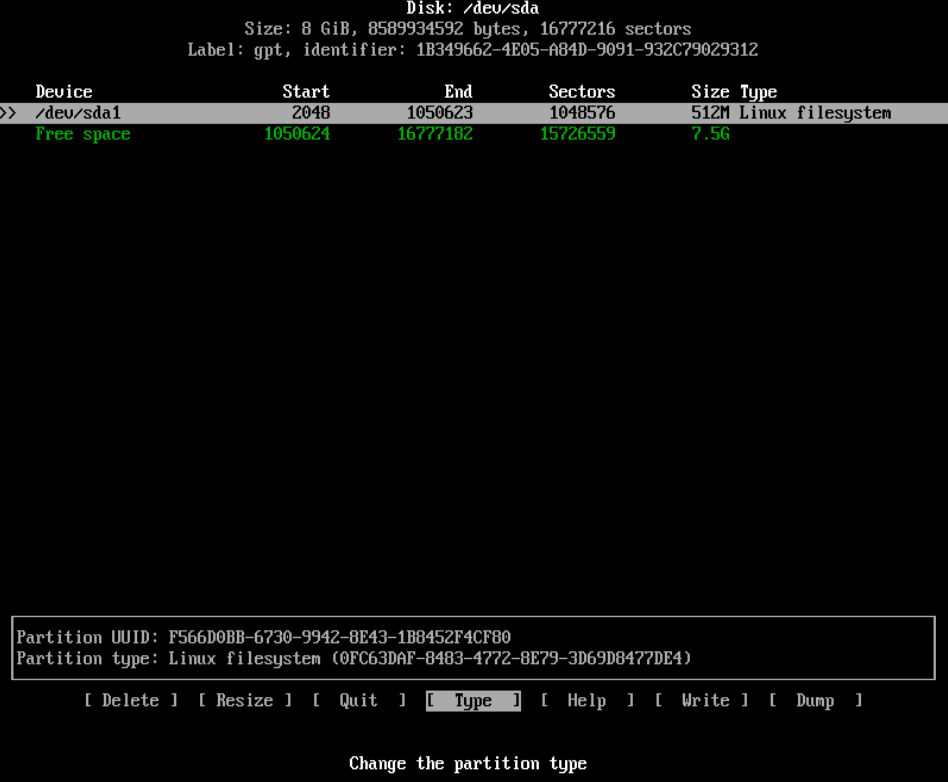 Disk: /dev/sda
Size: 8 GiB, 8589934592 bytes, 16777216 sectors
Label: gpt, identifier: 1B349662-4E05-A84D-9091-932C79029312
Device Start End Sectors Size Type
>> /dev/sda1 2048 1050623 1048576 512M Linux filesystem
Free space 1050624 16777182 15726559 7.5G
Partition UUID: F566D0BB-6730-9942-8E43-1B8452F4CF80
Partition type: Linux filesystem (0FC63DAF-8483-4772-8E79-3D69D8477DE4)
[ Delete ] [ Resize ] [ Quit ] [ Type ] [ Help ] [ Write ] [ Dump ]
Change the partition type